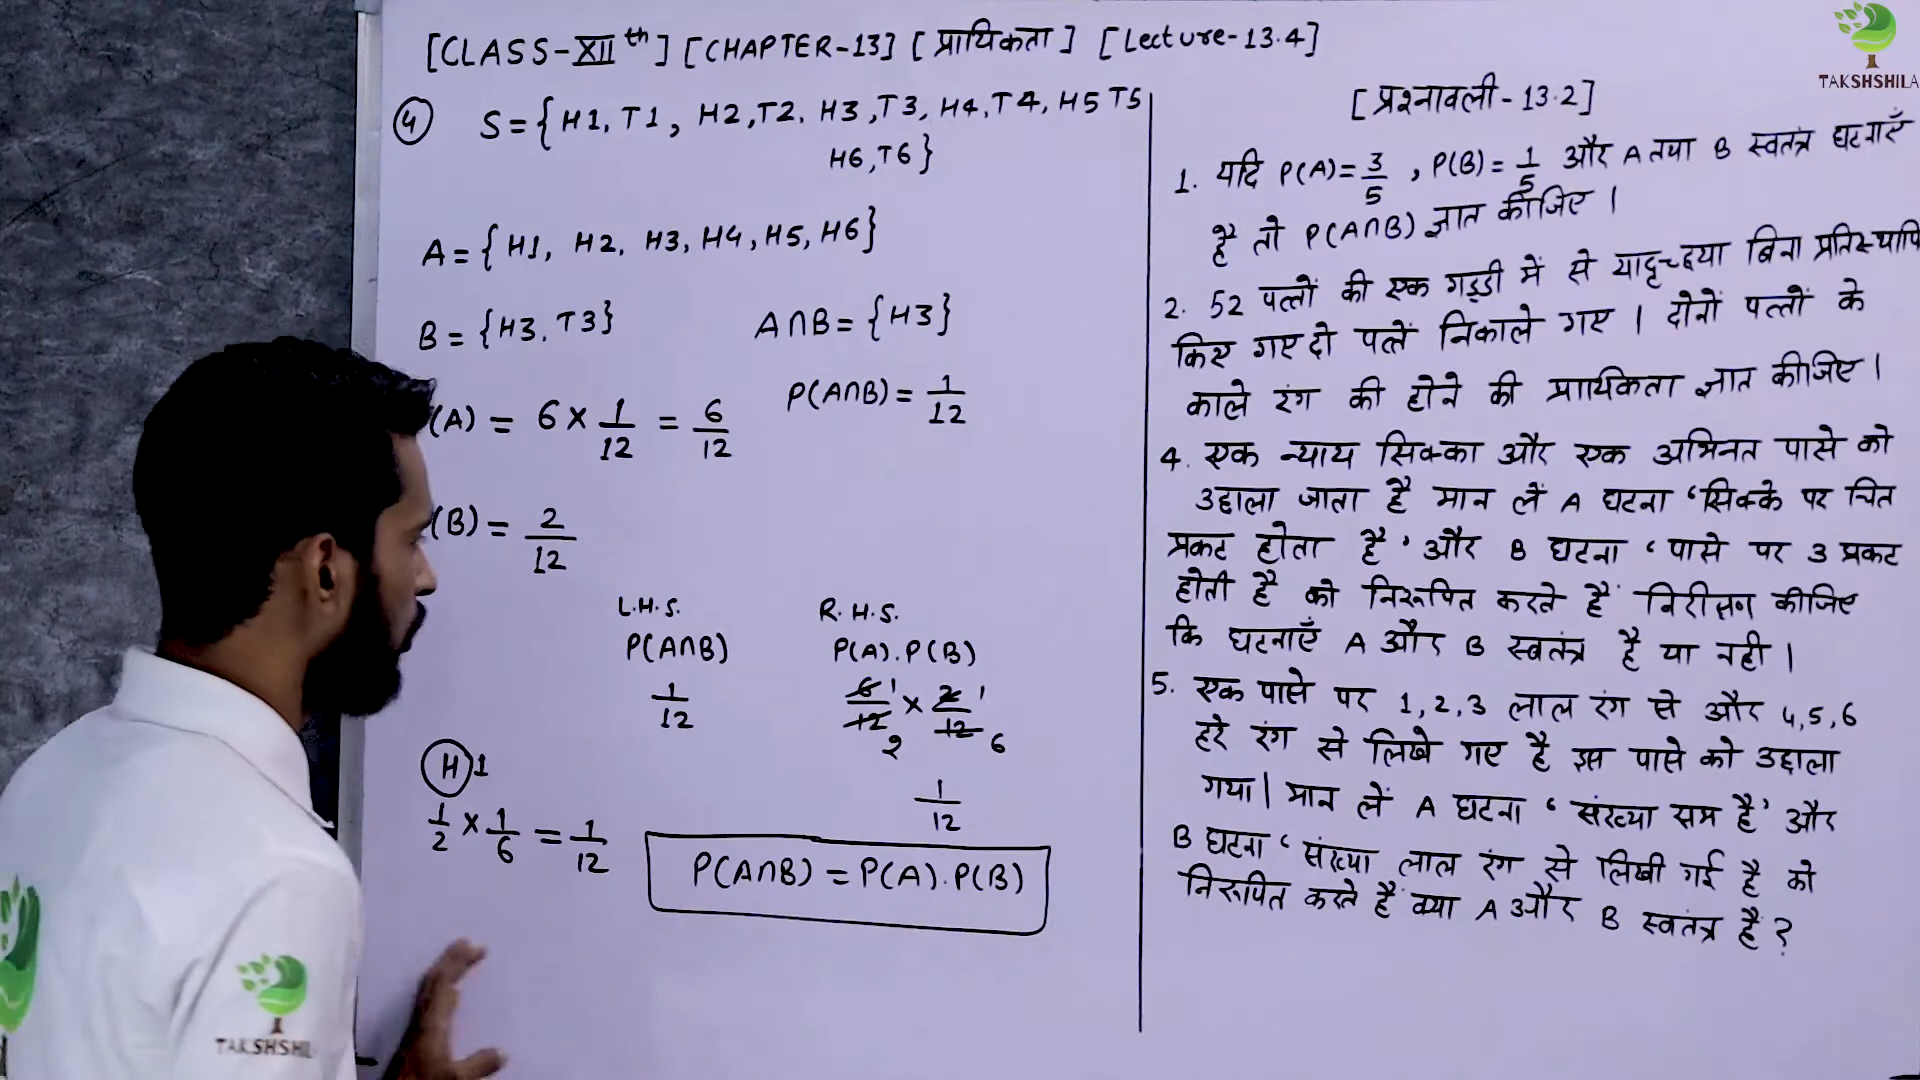 [CLASS-XII th] [CHAPTER-13] [प्रायिकता] [Lecture-13.4]
TAKSHSHILA
4 S={H1, T1, H2,T2, H3,T3, H4,T4, H5 T5
H6,T6}
A={H1, H2, H3, H4, H5, H6}
B={H3, T3} A∩B={H3}
(A) = 6 × 1/12 = 6/12 P(A∩B) = 1/12
(B) = 2/12
L.H.S. R.H.S.
P(A∩B) P(A).P(B)
1/12 6/12 × 2/12
1 1
2 6
1/12
H1
1/2 × 1/6 = 1/12
P(A∩B) = P(A).P(B)
[प्रश्नावली-13.2]
1. यदि P(A)=3/5 , P(B)=1/5 और A तथा B स्वतंत्र घटनाएँ
है तो P(A∩B) ज्ञात कीजिए।
2. 52 पत्तों की एक गड्डी में से यादृच्छया बिना
किए गए दो पत्ते निकाले गए । दोनों पत्तों के
काले रंग की होने की प्रायिकता ज्ञात कीजिए।
4. एक न्याय सिक्का और एक अभिनत पासे को
उछाला जाता है मान लें A घटना ‘सिक्के पर चित
प्रकट होता है’ और B घटना ‘पासे पर 3 प्रकट
होती है को निरूपित करते हैं निरीक्षण कीजिए
कि घटनाएँ A और B स्वतंत्र है या नही।
5. एक पासे पर 1,2,3 लाल रंग से और 4,5,6
हरे रंग से लिखे गए है इस पासे को उछाला
गया। मान लें A घटना ‘संख्या सम है’ और
B घटना ‘संख्या लाल रंग से लिखी गई है को
निरूपित करते हैं क्या A और B स्वतंत्र है?
TAKSHSHIL